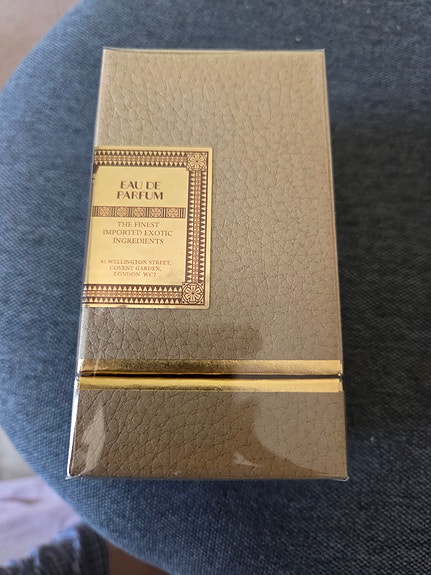 EAU DE
PARFUM
THE FINEST
IMPORTED EXOTIC
INGREDIENTS
41 WELLINGTON STREET,
COVENT GARDEN,
LONDON WC2